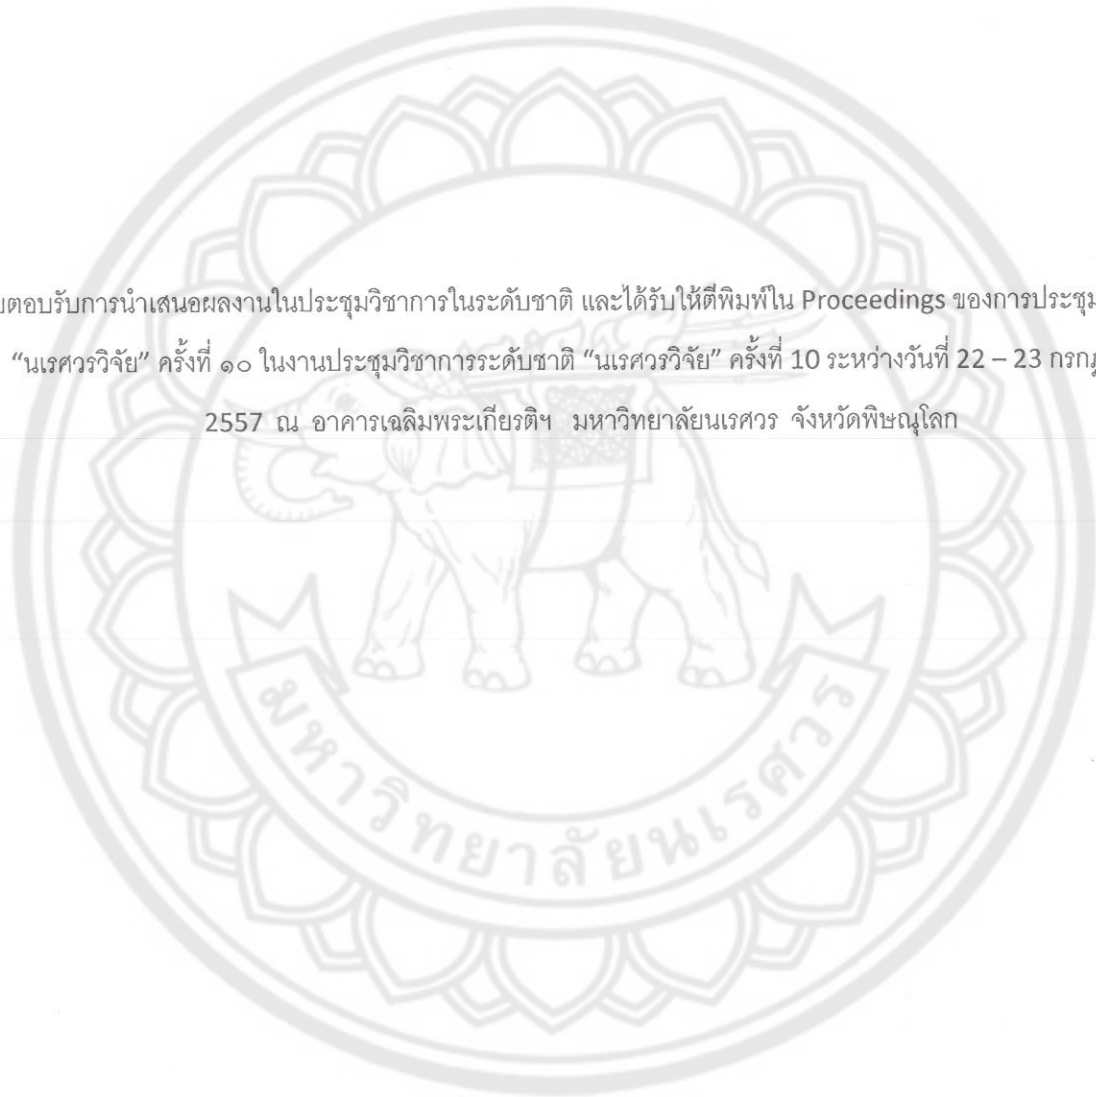 ตอบรับการนำเสนอผลงานในประชุมวิชาการในระดับชาติ และได้รับให้ตีพิมพ์ใน Proceedings ของการประชุม
“นเรศวรวิจัย” ครั้งที่ ๑๐ ในงานประชุมวิชาการระดับชาติ “นเรศวรวิจัย” ครั้งที่ 10 ระหว่างวันที่ 22 – 23
2557 ณ อาคารเฉลิมพระเกียรติฯ มหาวิทยาลัยนเรศวร จังหวัดพิษณุโลก
มหาวิทยาลัยนเรศวร